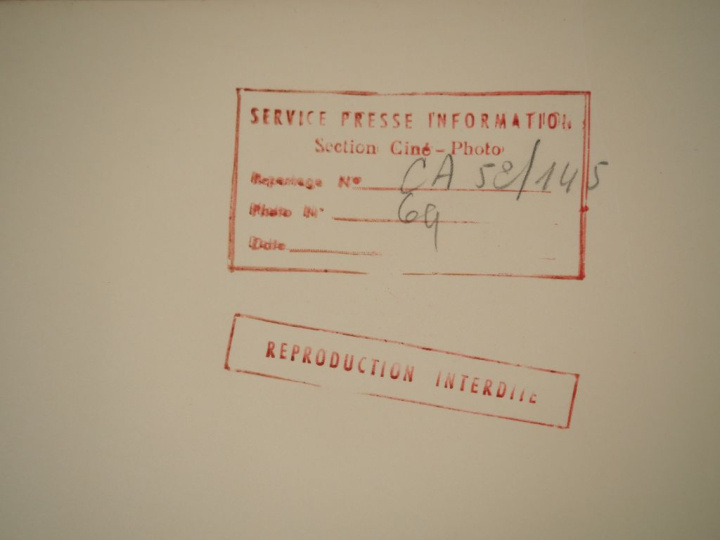 SERVICE PRESSE INFORMATION
Section Ciné-Photo
Reportage N° CA 58/145
Photo N° 69
Date
REPRODUCTION INTERDITE